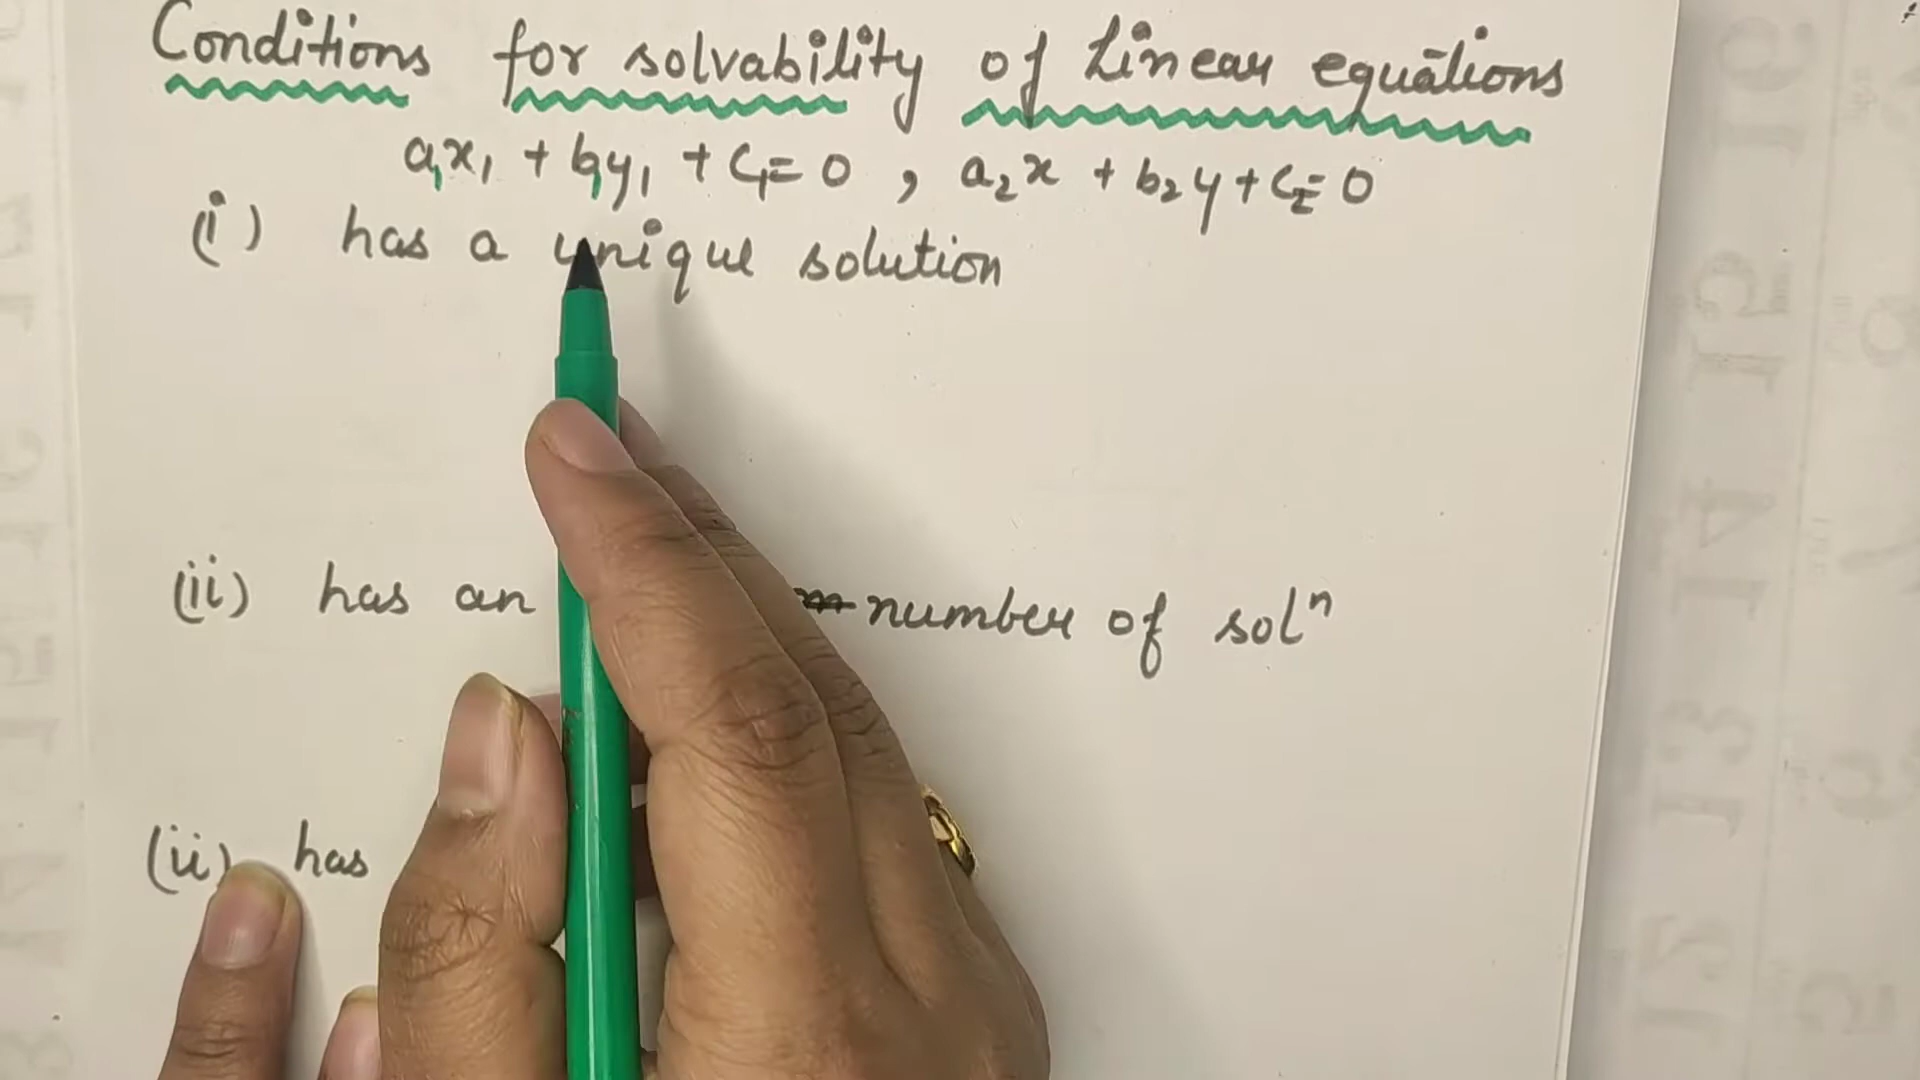 Conditions for solvability of Linear equations
a₁x₁ + b₁y₁ + C₁= 0 , a₂x + b₂y + C₂= 0
(i) has a unique solution
(ii) has an number of solⁿ
(ii) has